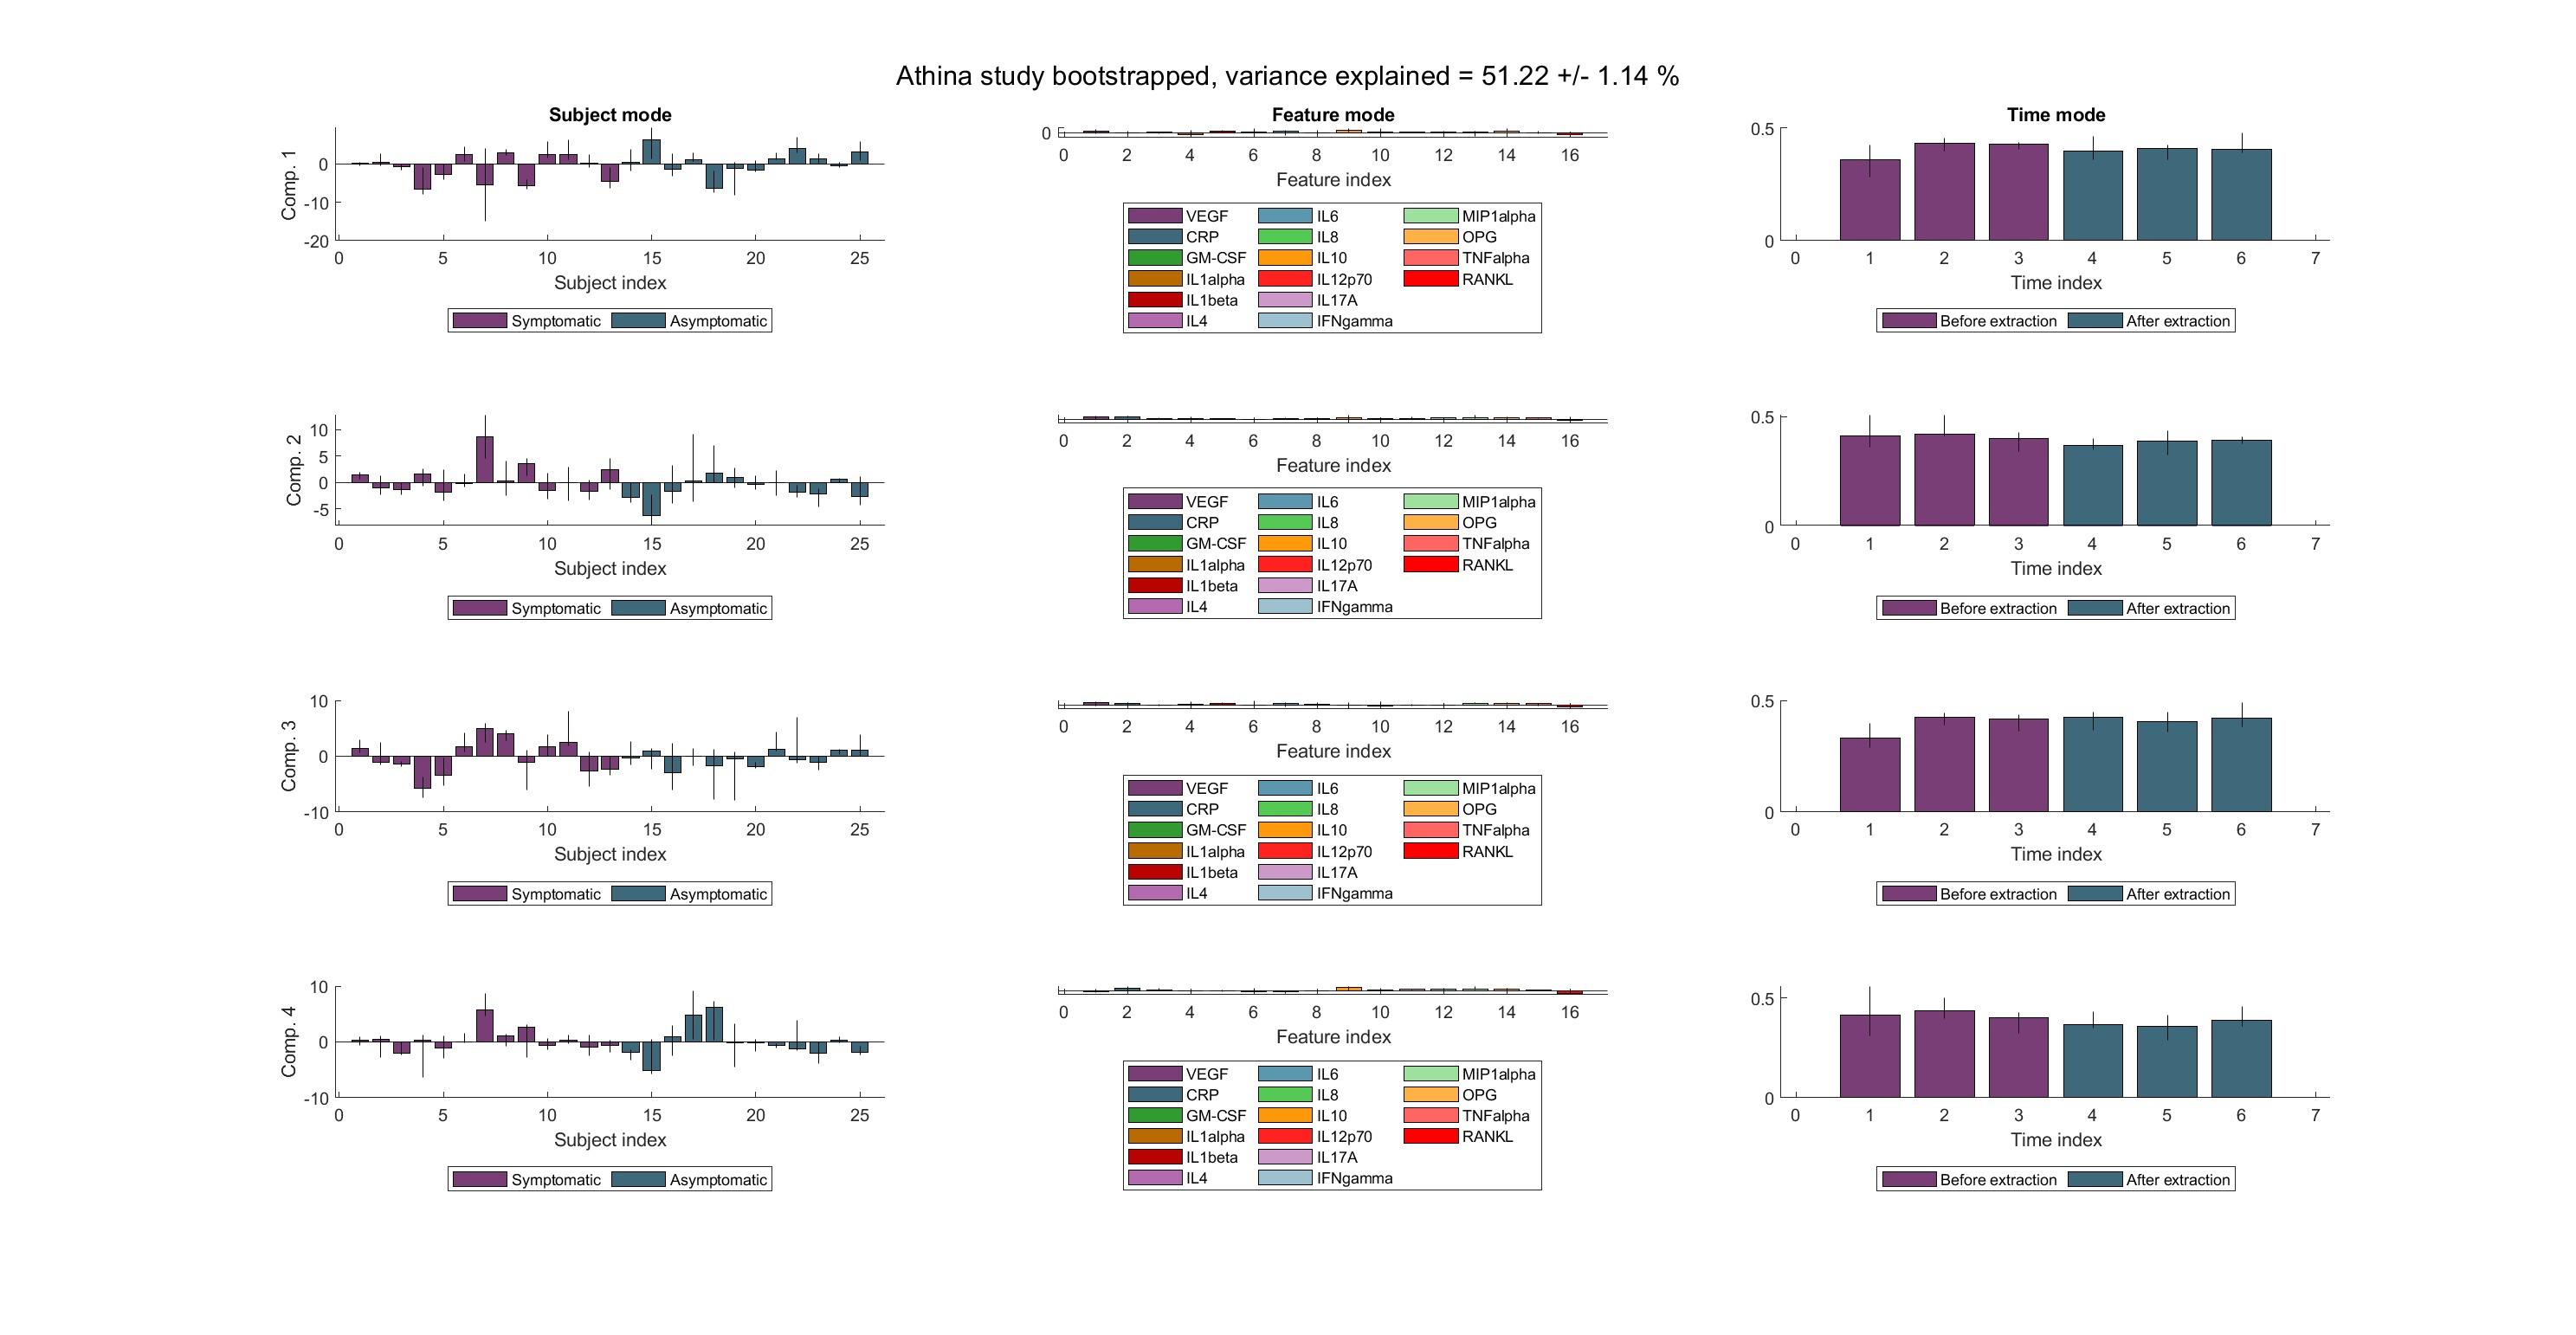 Athina study bootstrapped, variance explained = 51.22 +/- 1.14 %
Subject mode
Comp. 1
0
-10
-20
0 5 10 15 20 25
Subject index
Symptomatic Asymptomatic
Feature mode
0
0 2 4 6 8 10 12 14 16
Feature index
VEGF IL6 MIP1alpha
CRP IL8 OPG
GM-CSF IL10 TNFalpha
IL1alpha IL12p70 RANKL
IL1beta IL17A
IL4 IFNgamma
Time mode
0.5
0
0 1 2 3 4 5 6 7
Time index
Before extraction After extraction
Comp. 2
10
5
0
-5
0 5 10 15 20 25
Subject index
Symptomatic Asymptomatic
0 2 4 6 8 10 12 14 16
Feature index
VEGF IL6 MIP1alpha
CRP IL8 OPG
GM-CSF IL10 TNFalpha
IL1alpha IL12p70 RANKL
IL1beta IL17A
IL4 IFNgamma
0.5
0
0 1 2 3 4 5 6 7
Time index
Before extraction After extraction
Comp. 3
10
0
-10
0 5 10 15 20 25
Subject index
Symptomatic Asymptomatic
0 2 4 6 8 10 12 14 16
Feature index
VEGF IL6 MIP1alpha
CRP IL8 OPG
GM-CSF IL10 TNFalpha
IL1alpha IL12p70 RANKL
IL1beta IL17A
IL4 IFNgamma
0.5
0
0 1 2 3 4 5 6 7
Time index
Before extraction After extraction
Comp. 4
10
0
-10
0 5 10 15 20 25
Subject index
Symptomatic Asymptomatic
0 2 4 6 8 10 12 14 16
Feature index
VEGF IL6 MIP1alpha
CRP IL8 OPG
GM-CSF IL10 TNFalpha
IL1alpha IL12p70 RANKL
IL1beta IL17A
IL4 IFNgamma
0.5
0
0 1 2 3 4 5 6 7
Time index
Before extraction After extraction